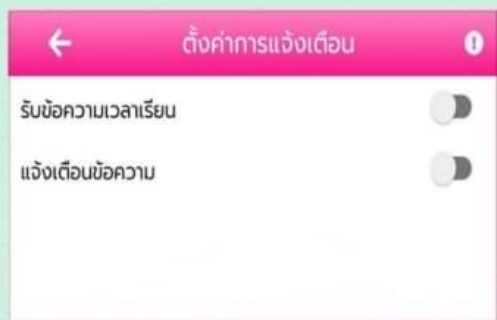 ตั้งค่าการแจ้งเตือน
รับข้อความเวลาเรียน
แจ้งเตือนข้อความ